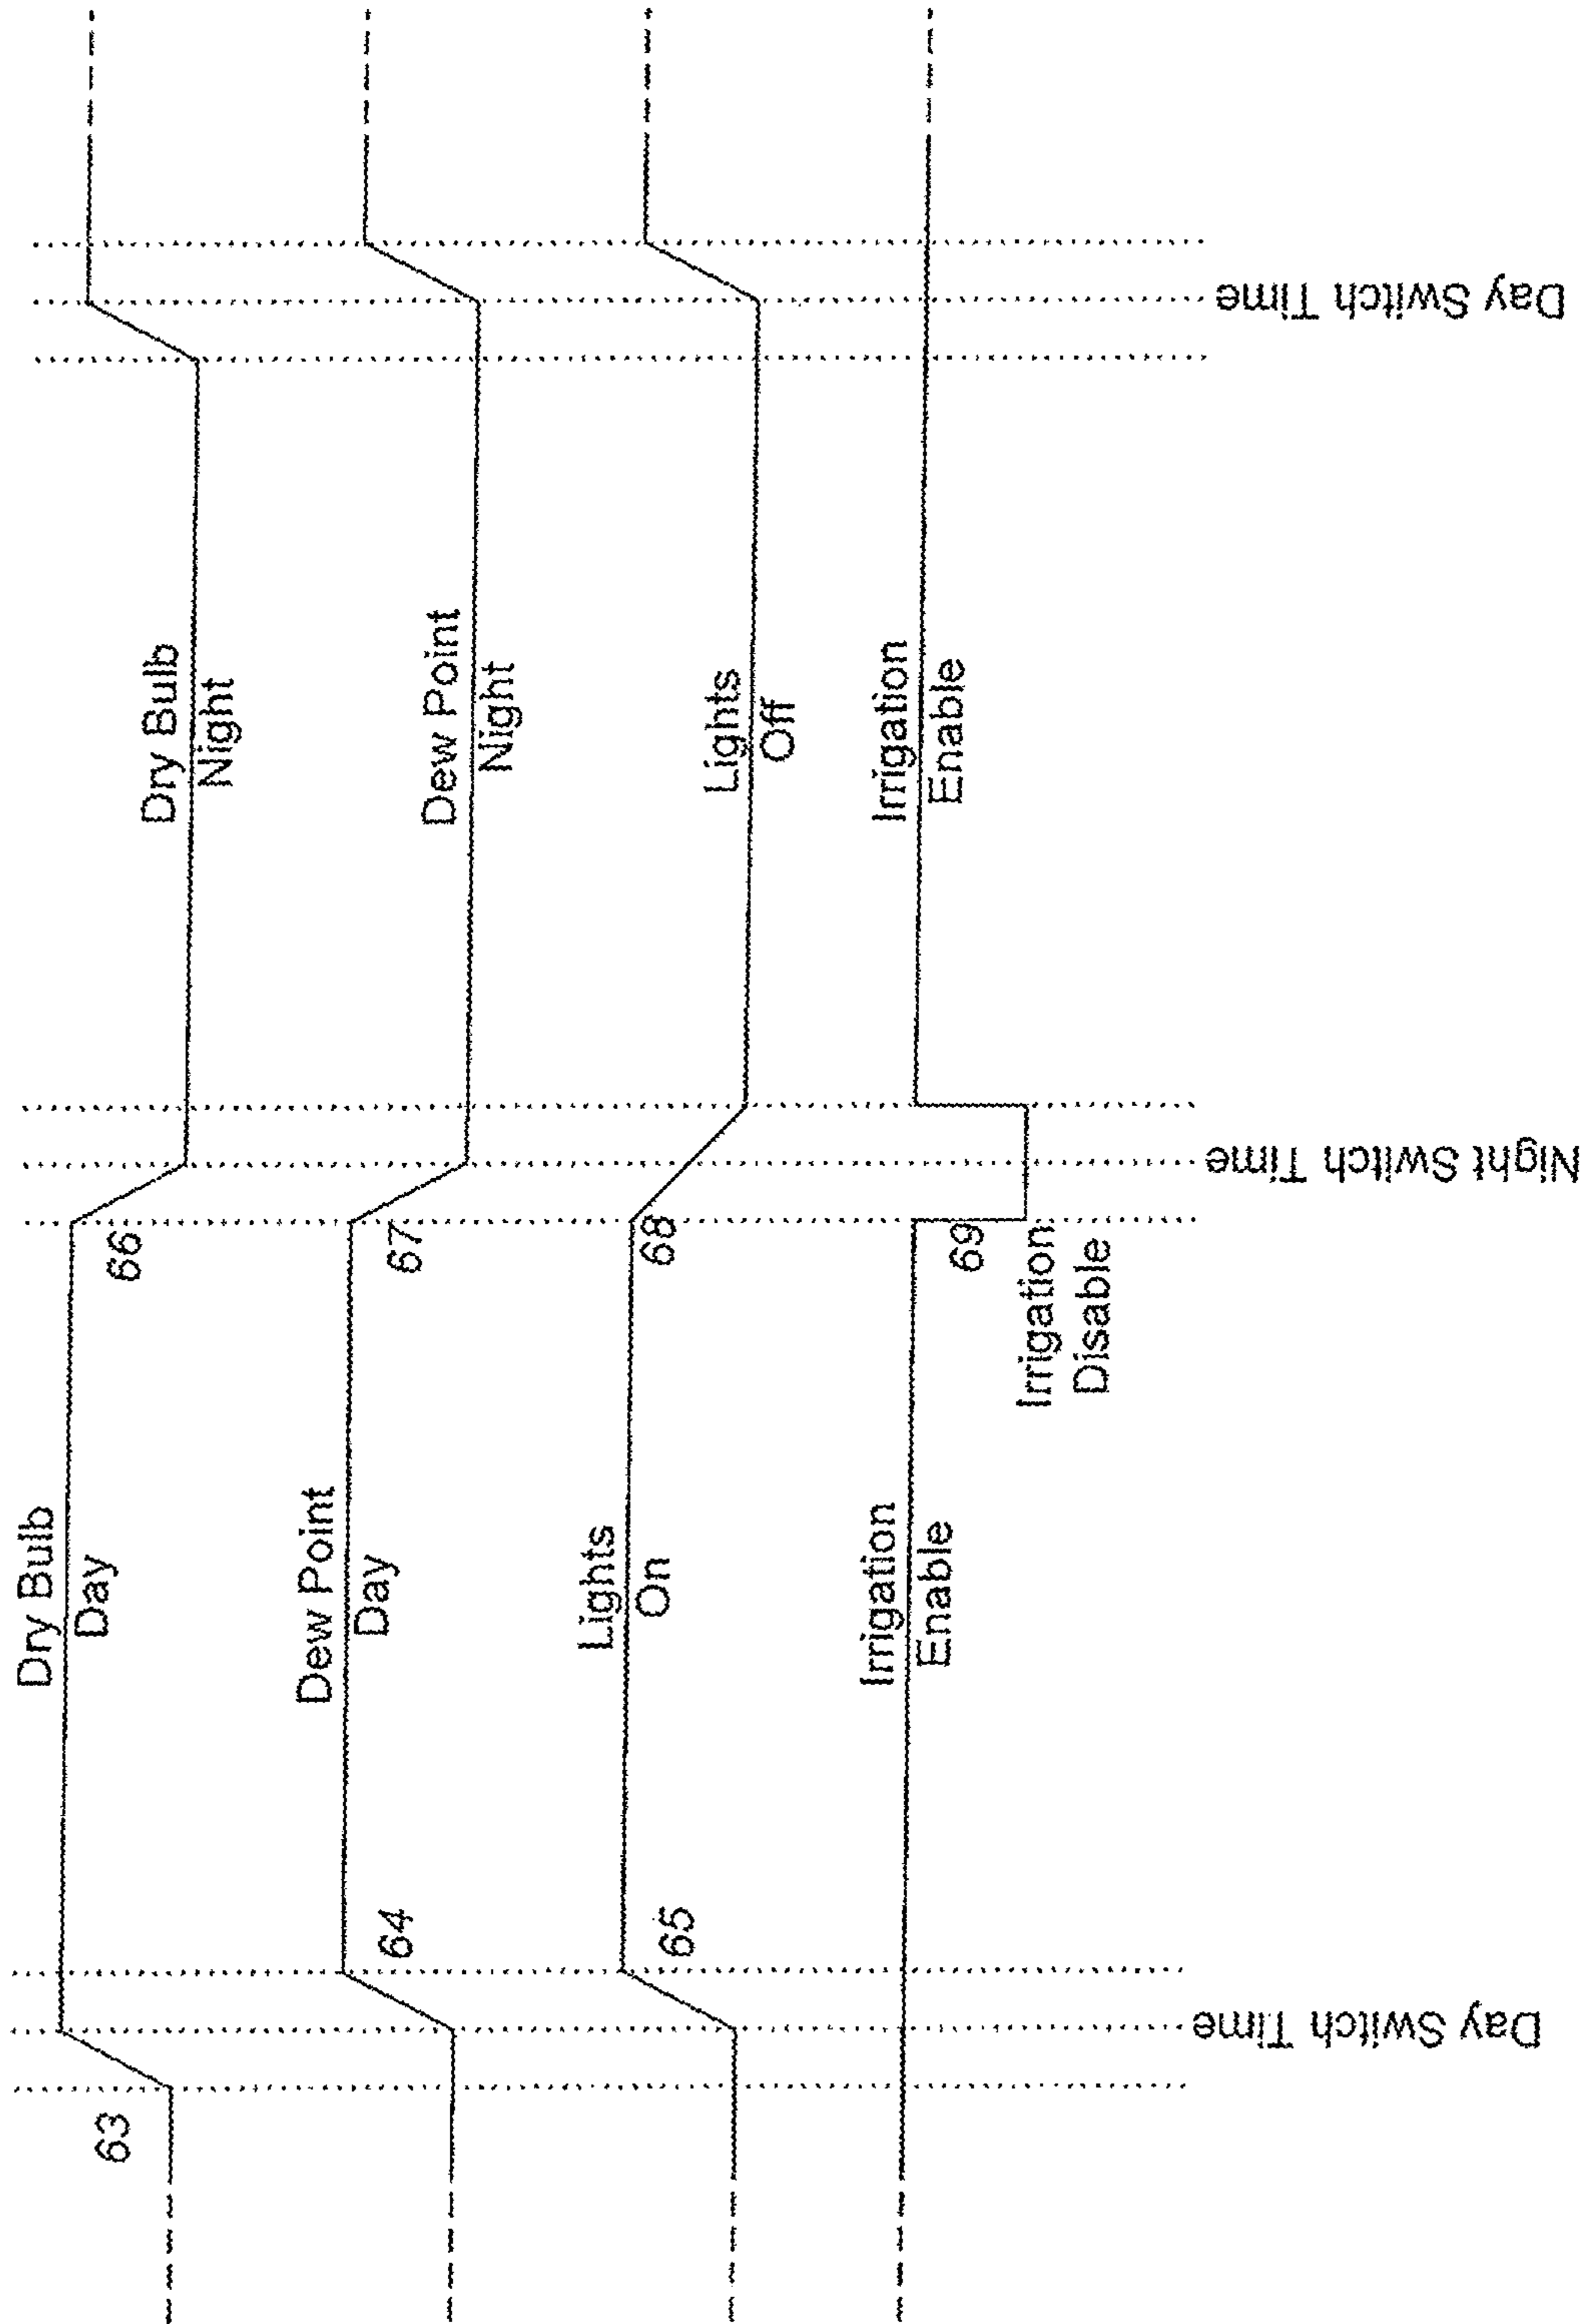 63
Dry Bulb
Day
66
Dry Bulb
Night
64
Dew Point
Day
67
Dew Point
Night
65
Lights
On
68
Lights
Off
Irrigation
Enable
69
Irrigation
Disable
Irrigation
Enable
Day Switch Time
Night Switch Time
Day Switch Time